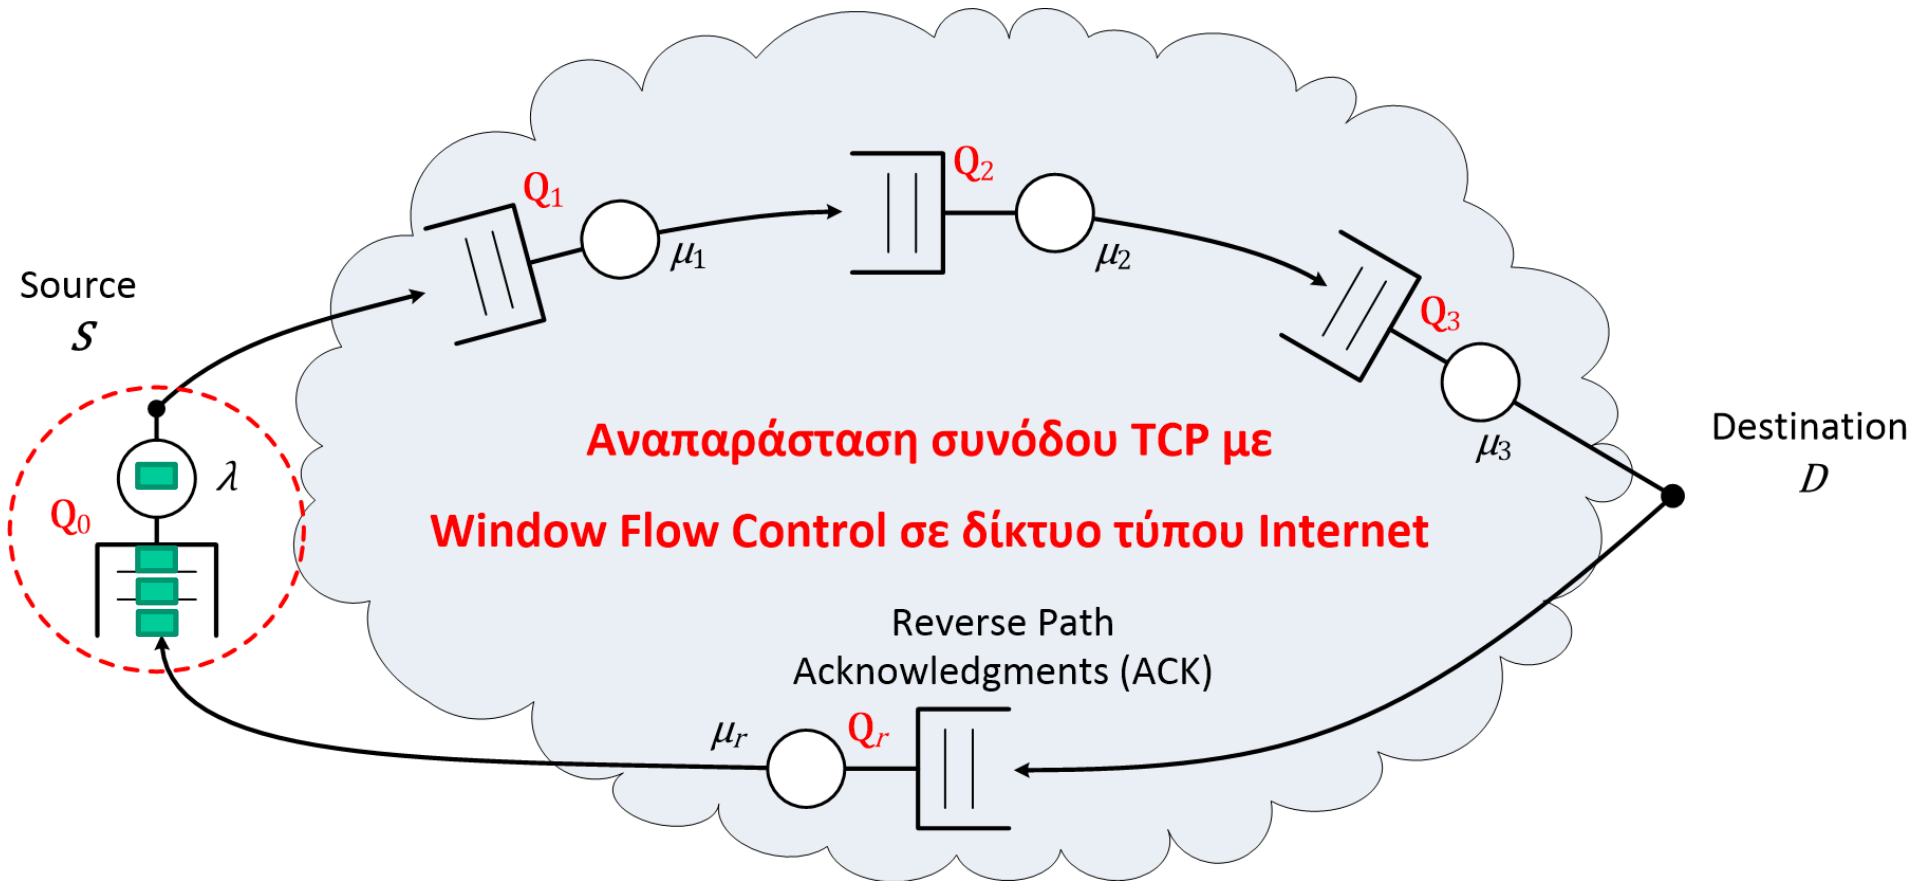 Q₁
μ₁
Q₂
μ₂
Q₃
μ₃
Source
S
λ
Q₀
Destination
D
Αναπαράσταση συνόδου TCP με
Window Flow Control σε δίκτυο τύπου Internet
Reverse Path
Acknowledgments (ACK)
μᵣ
Qᵣ